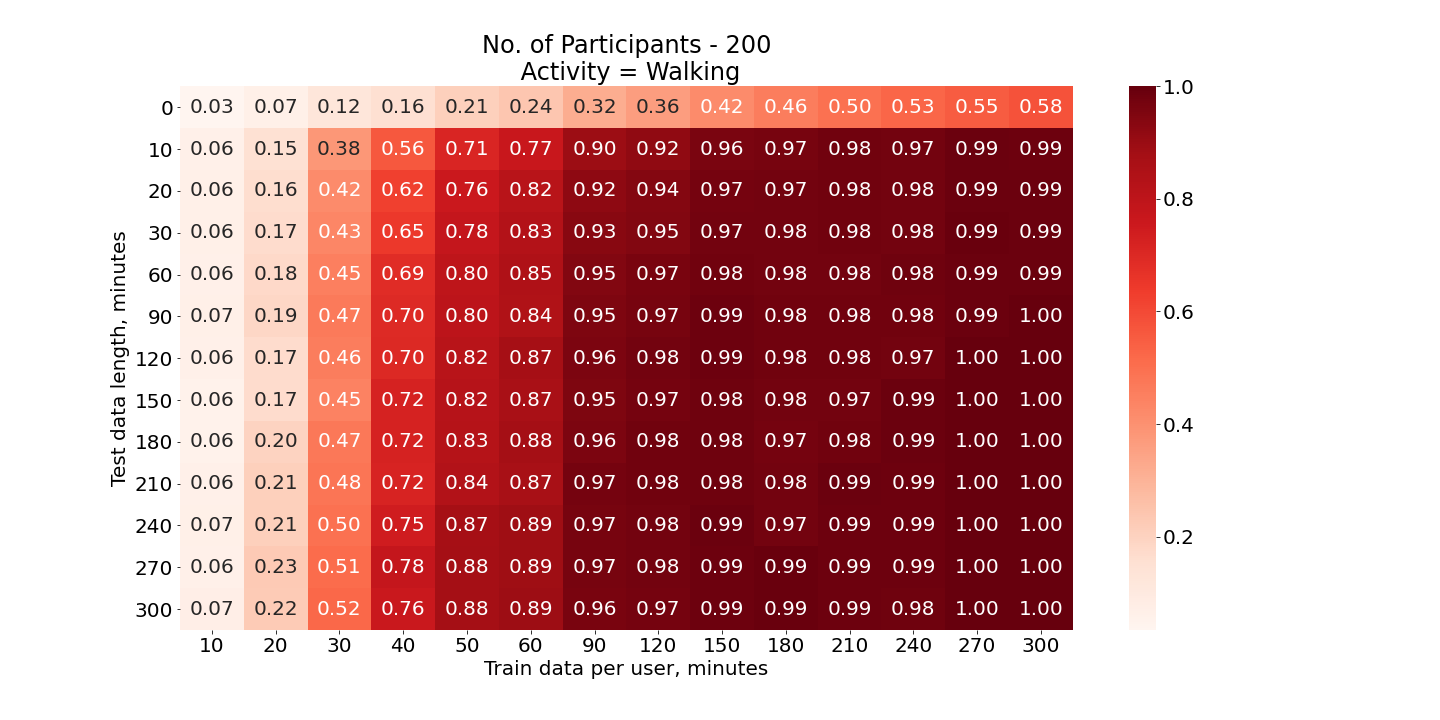 No. of Participants - 200
Activity = Walking
0 0.03 0.07 0.12 0.16 0.21 0.24 0.32 0.36 0.42 0.46 0.50 0.53 0.55 0.58
10 0.06 0.15 0.38 0.56 0.71 0.77 0.90 0.92 0.96 0.97 0.98 0.97 0.99 0.99
20 0.06 0.16 0.42 0.62 0.76 0.82 0.92 0.94 0.97 0.97 0.98 0.98 0.99 0.99
30 0.06 0.17 0.43 0.65 0.78 0.83 0.93 0.95 0.97 0.98 0.98 0.98 0.99 0.99
60 0.06 0.18 0.45 0.69 0.80 0.85 0.95 0.97 0.98 0.98 0.98 0.98 0.99 0.99
90 0.07 0.19 0.47 0.70 0.80 0.84 0.95 0.97 0.99 0.98 0.98 0.98 0.99 1.00
120 0.06 0.17 0.46 0.70 0.82 0.87 0.96 0.98 0.99 0.98 0.98 0.97 1.00 1.00
150 0.06 0.17 0.45 0.72 0.82 0.87 0.95 0.97 0.98 0.98 0.97 0.99 1.00 1.00
180 0.06 0.20 0.47 0.72 0.83 0.88 0.96 0.98 0.98 0.97 0.98 0.99 1.00 1.00
210 0.06 0.21 0.48 0.72 0.84 0.87 0.97 0.98 0.98 0.98 0.99 0.99 1.00 1.00
240 0.07 0.21 0.50 0.75 0.87 0.89 0.97 0.98 0.99 0.97 0.99 0.99 1.00 1.00
270 0.06 0.23 0.51 0.78 0.88 0.89 0.97 0.98 0.99 0.99 0.99 0.99 1.00 1.00
300 0.07 0.22 0.52 0.76 0.88 0.89 0.96 0.97 0.99 0.99 0.99 0.98 1.00 1.00
10 20 30 40 50 60 90 120 150 180 210 240 270 300
Train data per user, minutes
Test data length, minutes
1.0
0.8
0.6
0.4
0.2